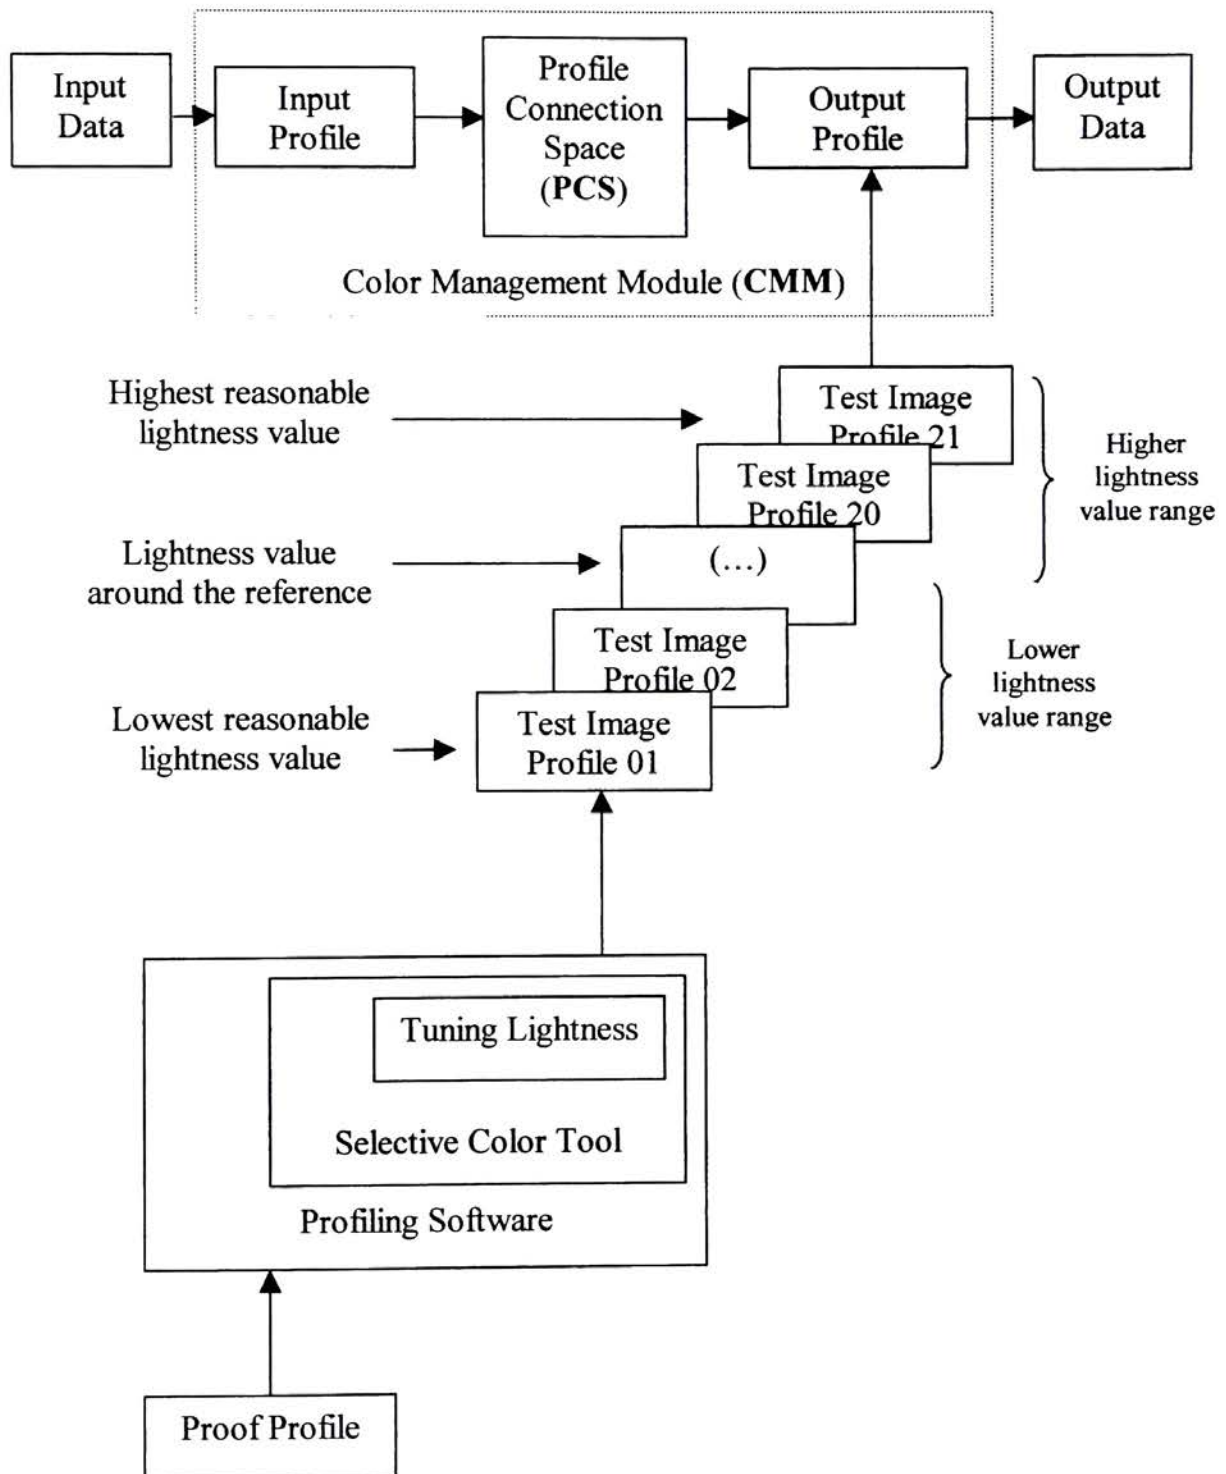 Input
Data
Input
Profile
Profile
Connection
Space
(PCS)
Output
Profile
Output
Data
Color Management Module (CMM)
Highest reasonable
lightness value
Test Image
Profile 21
Higher
lightness
value range
Test Image
Profile 20
Lightness value
around the reference
(...)
Test Image
Profile 02
Lower
lightness
value range
Lowest reasonable
lightness value
Test Image
Profile 01
Tuning Lightness
Selective Color Tool
Profiling Software
Proof Profile